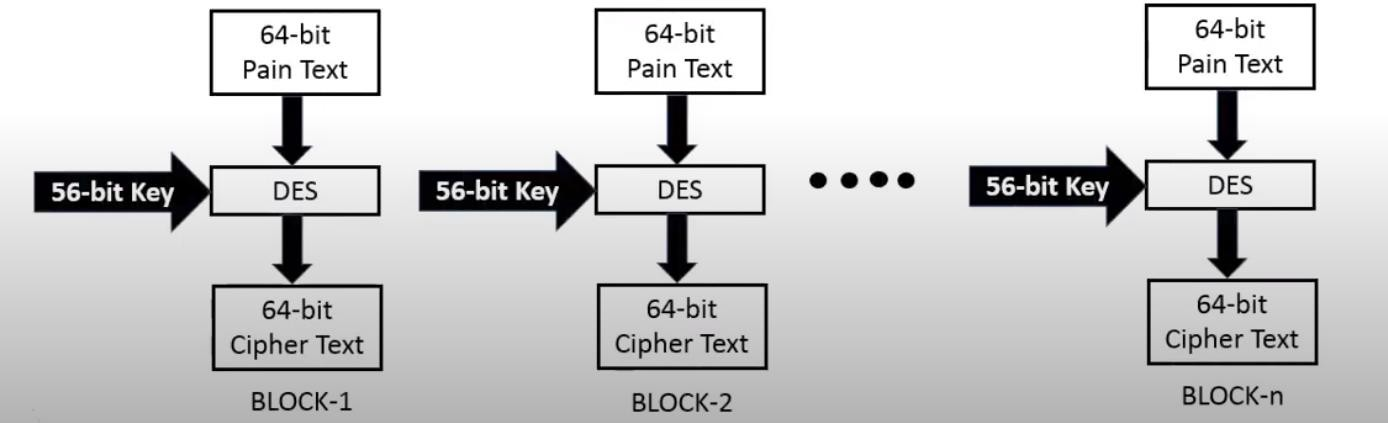 64-bit
Pain Text
56-bit Key
DES
64-bit
Cipher Text
BLOCK-1
64-bit
Pain Text
56-bit Key
DES
64-bit
Cipher Text
BLOCK-2
64-bit
Pain Text
56-bit Key
DES
64-bit
Cipher Text
BLOCK-n